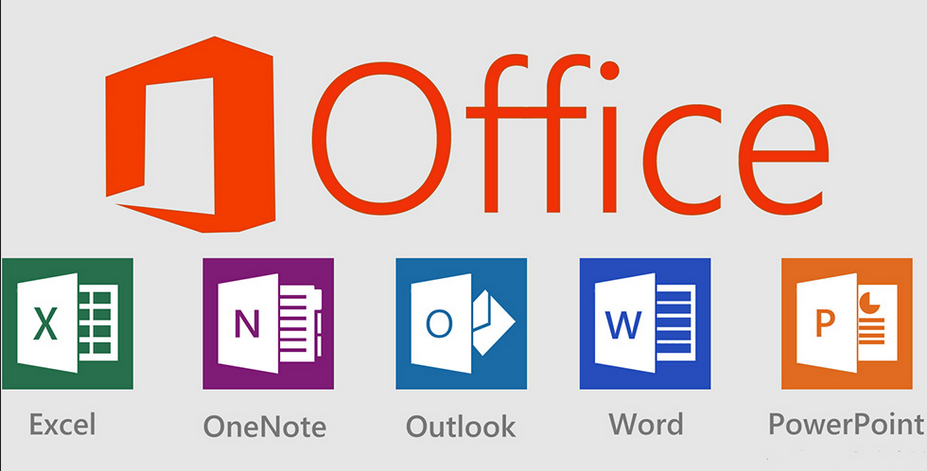 Office
X N O W P
Excel OneNote Outlook Word PowerPoint